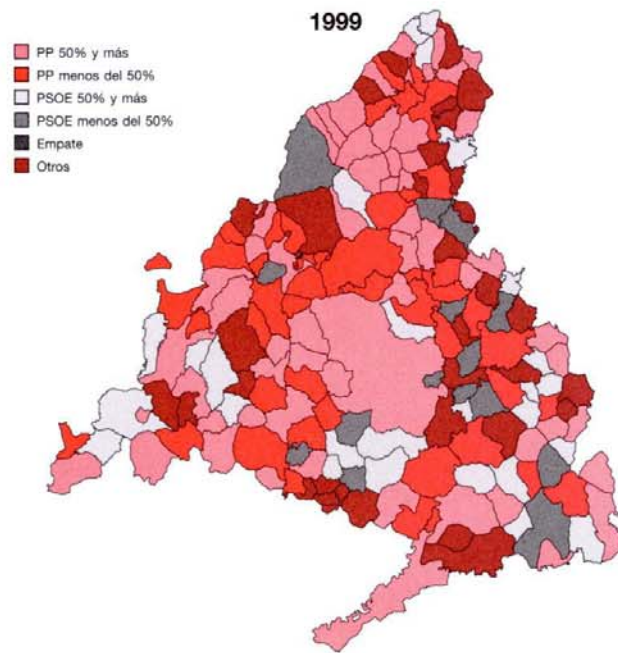 1999
PP 50% y más
PP menos del 50%
PSOE 50% y más
PSOE menos del 50%
Empate
Otros